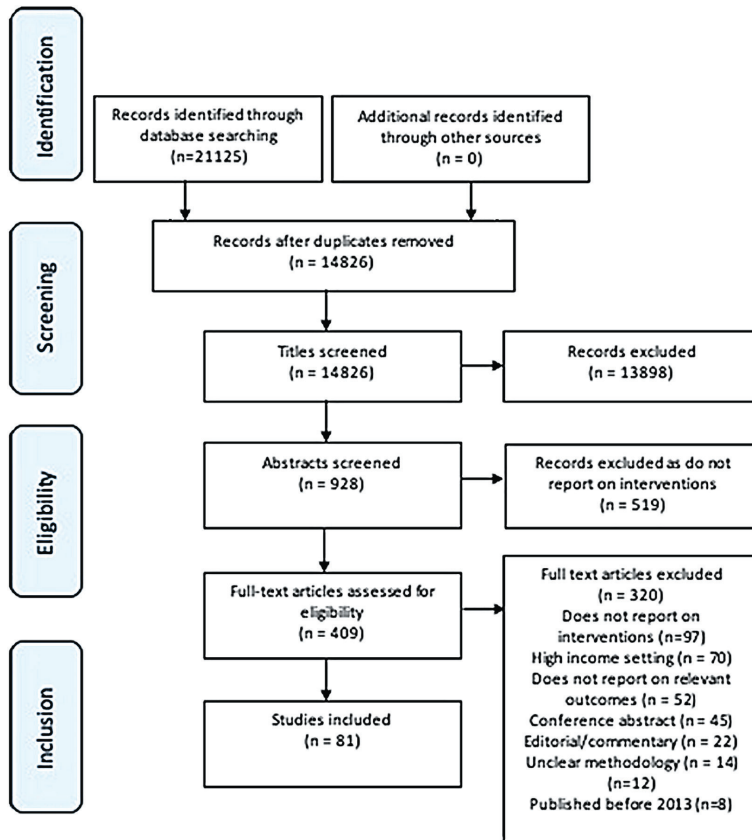 Identification
Records identified through
database searching
(n=21125)
Additional records identified
through other sources
(n = 0)
Screening
Records after duplicates removed
(n = 14826)
Titles screened
(n = 14826)
Records excluded
(n = 13898)
Eligibility
Abstracts screened
(n = 928)
Records excluded as do not
report on interventions
(n = 519)
Full-text articles assessed for
eligibility
(n = 409)
Full text articles excluded
(n = 320)
Does not report on
interventions (n=97)
High income setting (n = 70)
Does not report on relevant
outcomes (n = 52)
Conference abstract (n = 45)
Editorial/commentary (n = 22)
Unclear methodology (n = 14)
(n=12)
Published before 2013 (n=8)
Inclusion
Studies included
(n = 81)